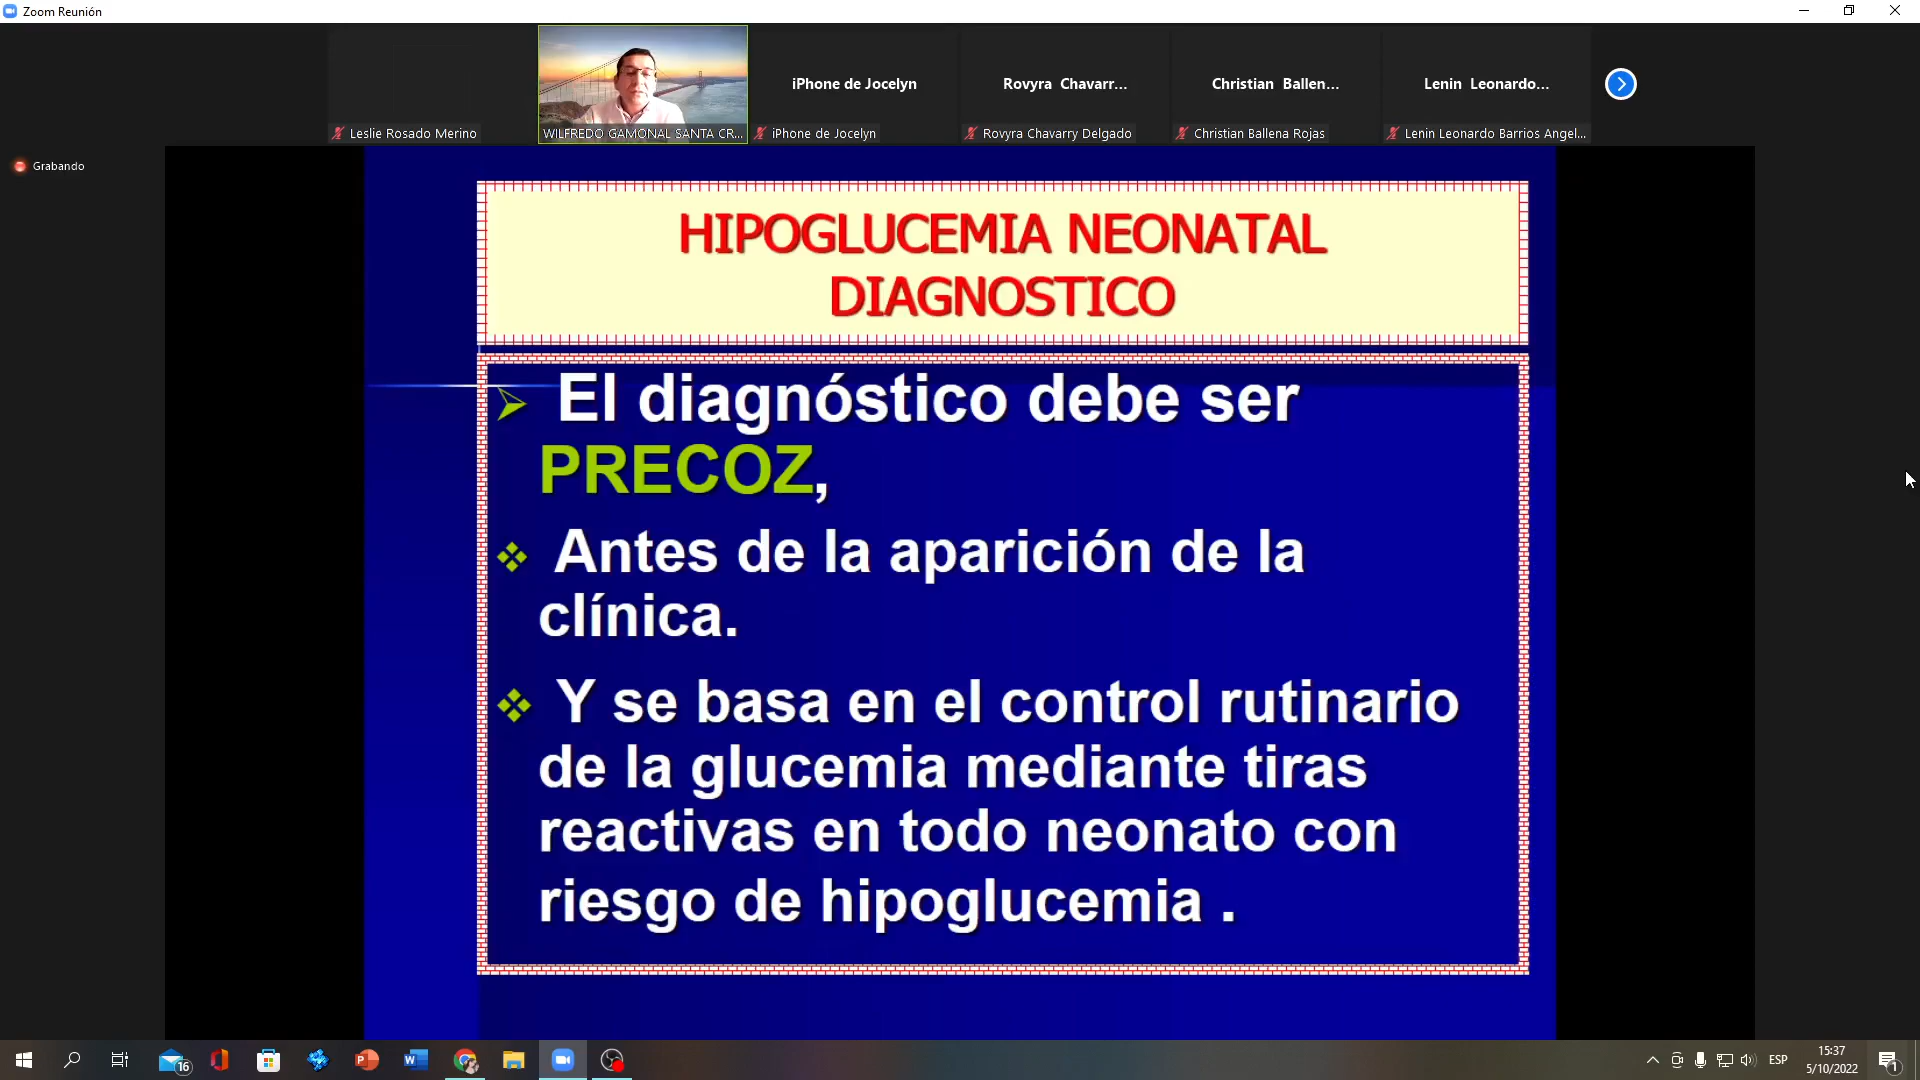 Zoom Reunión
iPhone de Jocelyn
Rovyra Chavarr...
Christian Ballen...
Lenin Leonardo...
Leslie Rosado Merino
WILFREDO GAMONAL SANTA CR...
iPhone de Jocelyn
Rovyra Chavarry Delgado
Christian Ballena Rojas
Lenin Leonardo Barrios Angel...
Grabando
HIPOGLUCEMIA NEONATAL
DIAGNOSTICO
El diagnóstico debe ser
PRECOZ,
Antes de la aparición de la
clínica.
Y se basa en el control rutinario
de la glucemia mediante tiras
reactivas en todo neonato con
riesgo de hipoglucemia .
16
ESP
15:37
5/10/2022
1